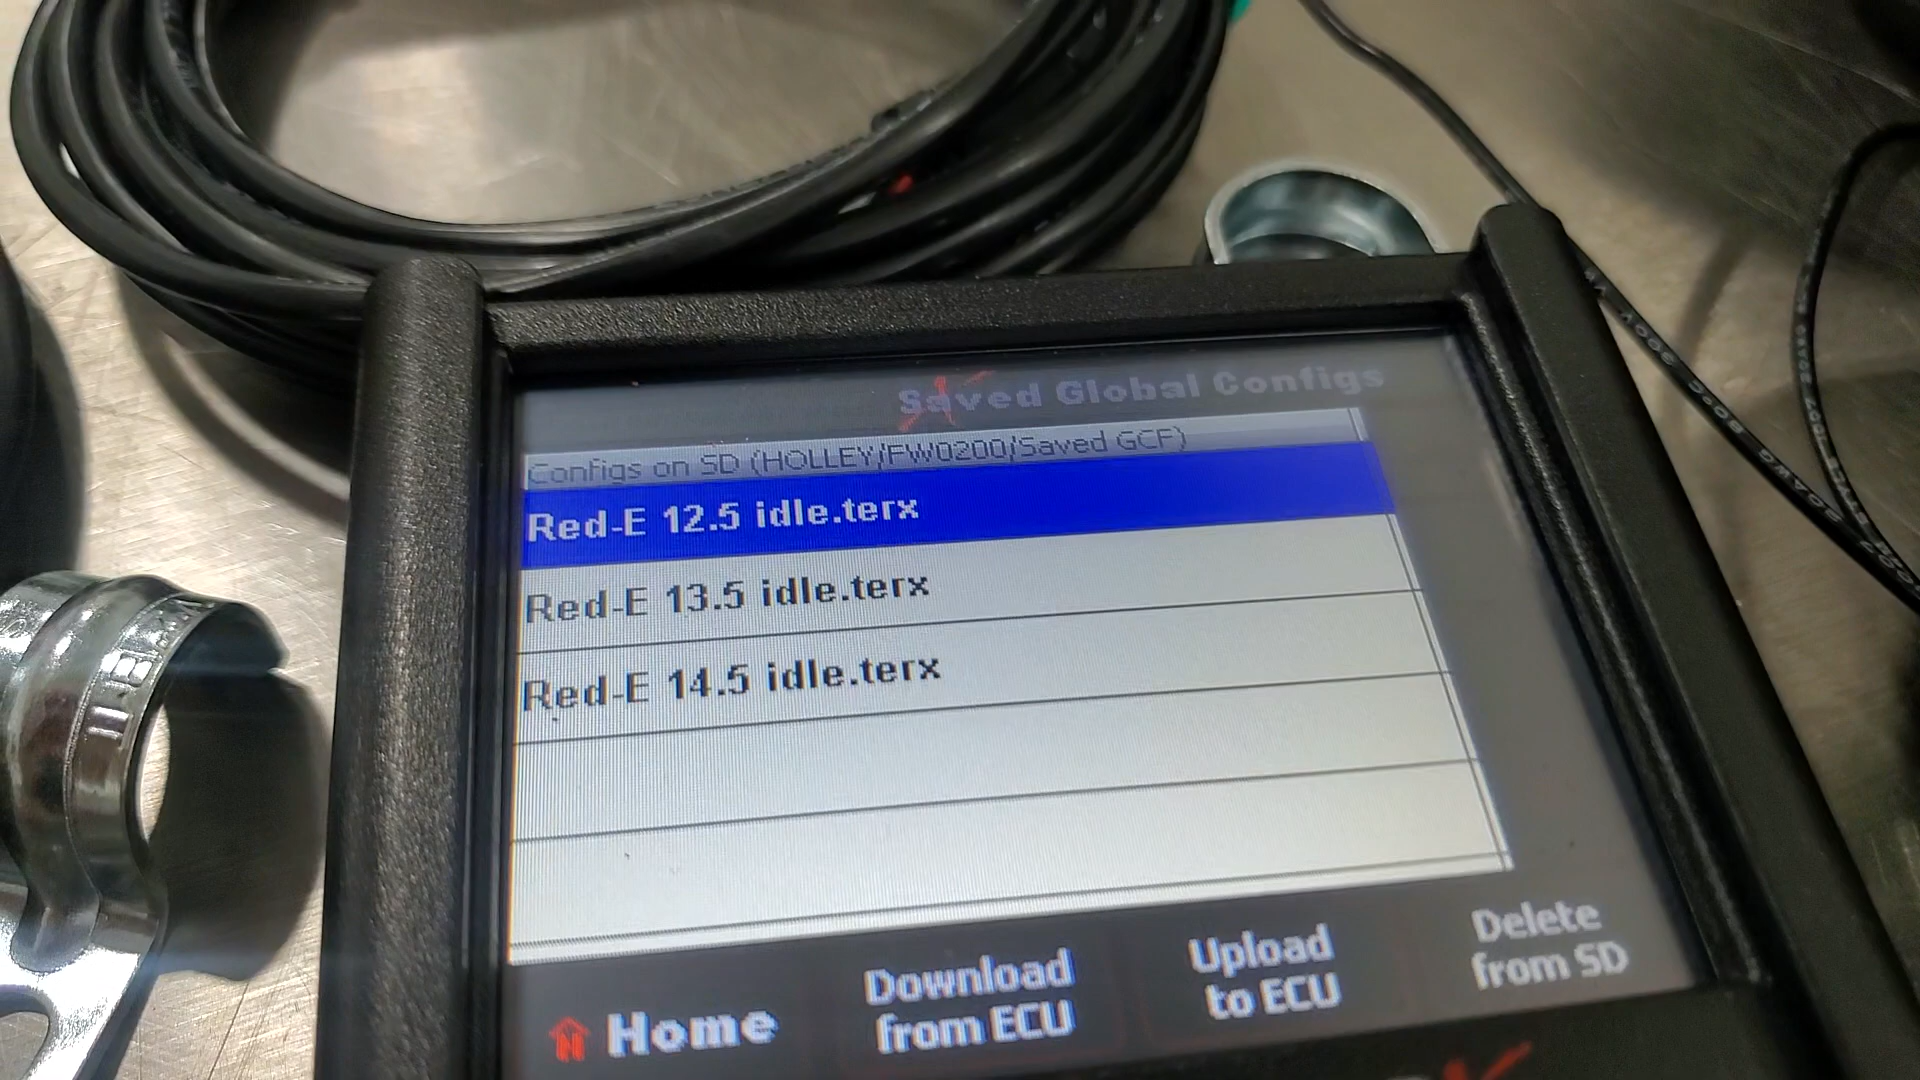 Saved Global Configs
Configs on SD (HOLLEY/FW0200/Saved GCF)
Red-E 12.5 idle.terx
Red-E 13.5 idle.terx
Red-E 14.5 idle.terx
Home
Download
from ECU
Upload
to ECU
Delete
from SD